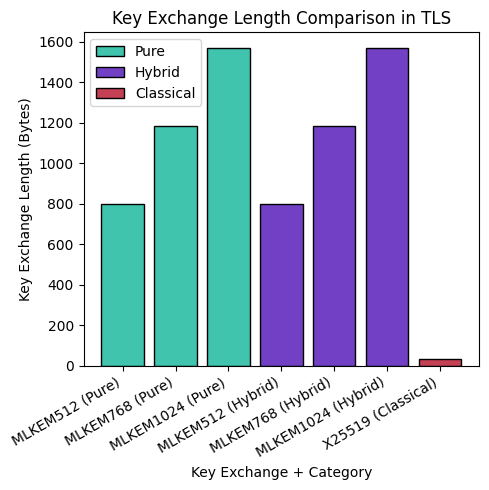 Key Exchange Length Comparison in TLS
Pure
Hybrid
Classical
Key Exchange Length (Bytes)
1600
1400
1200
1000
800
600
400
200
0
MLKEM512 (Pure)
MLKEM768 (Pure)
MLKEM1024 (Pure)
MLKEM512 (Hybrid)
MLKEM768 (Hybrid)
MLKEM1024 (Hybrid)
X25519 (Classical)
Key Exchange + Category